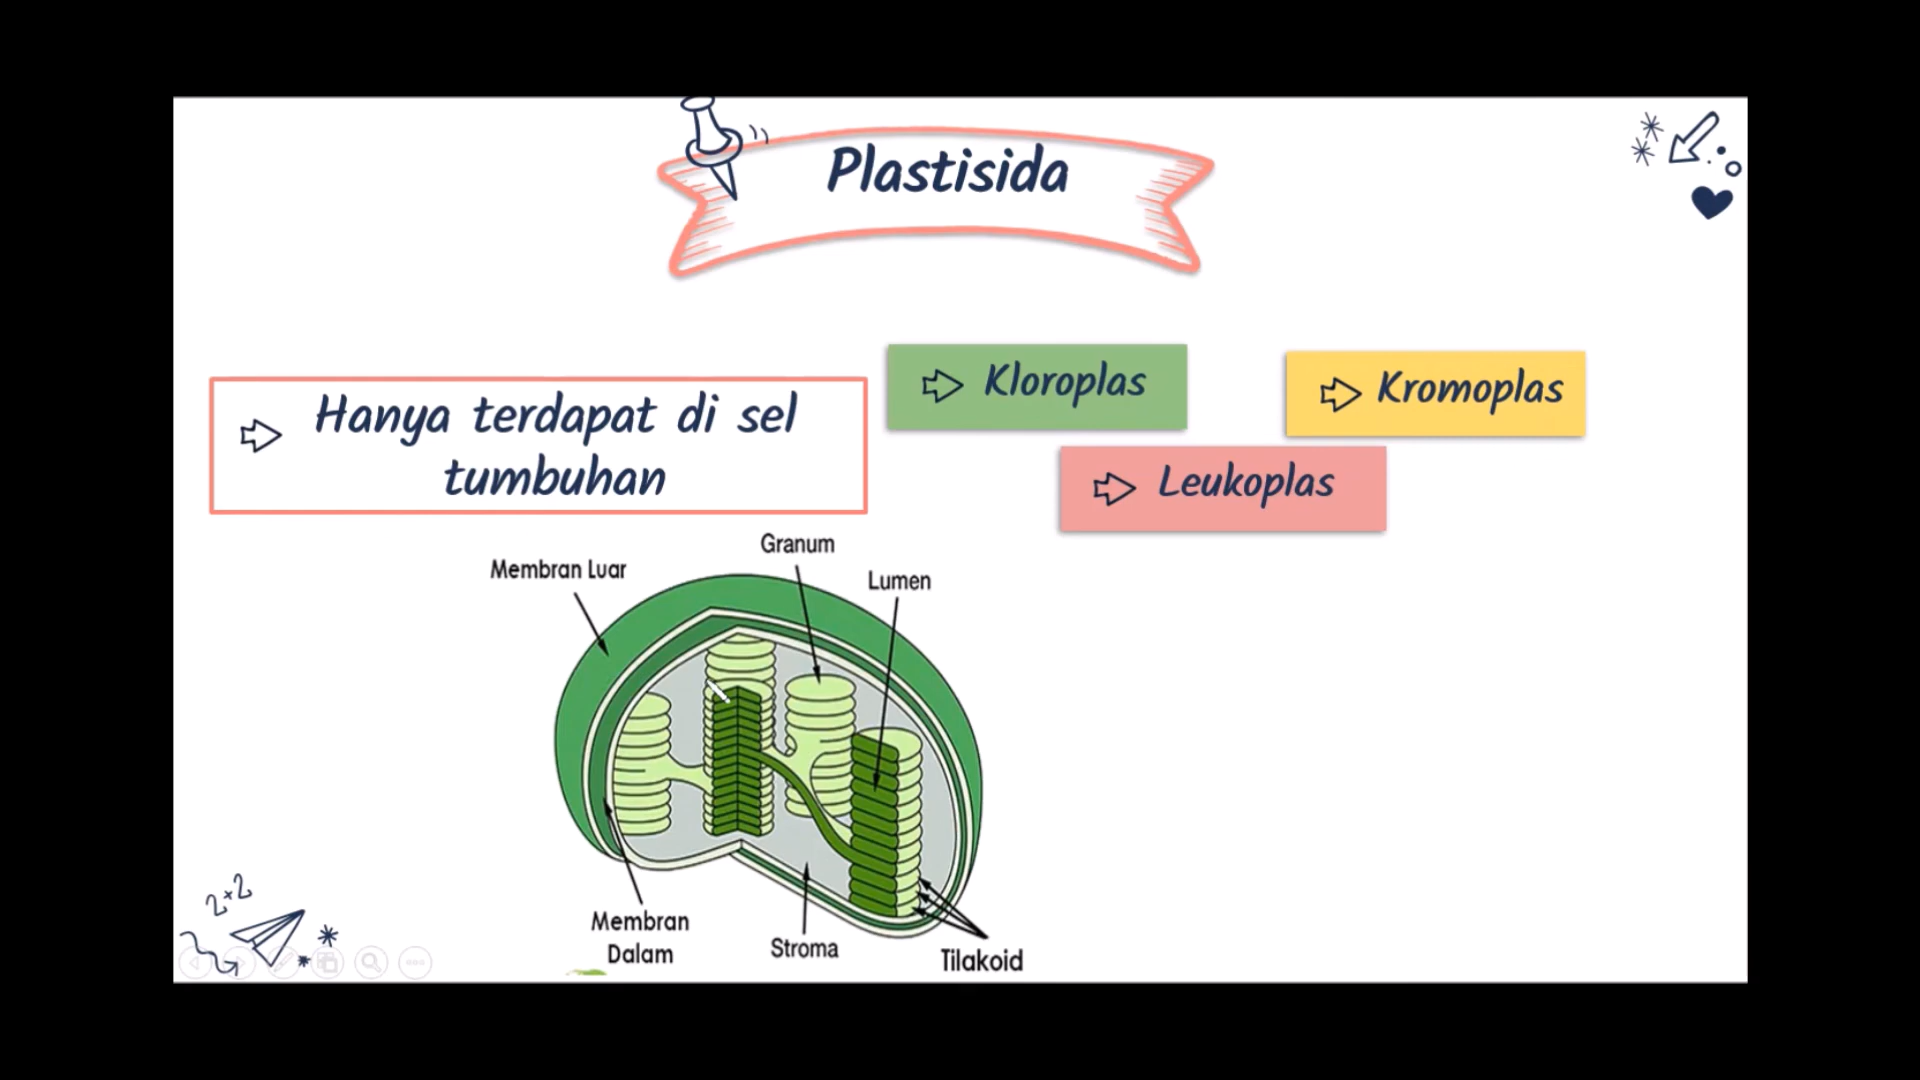 Plastisida
Hanya terdapat di sel
tumbuhan
Kloroplas
Kromoplas
Leukoplas
Granum
Membran Luar
Lumen
Membran
Dalam
Stroma
Tilakoid
2+2